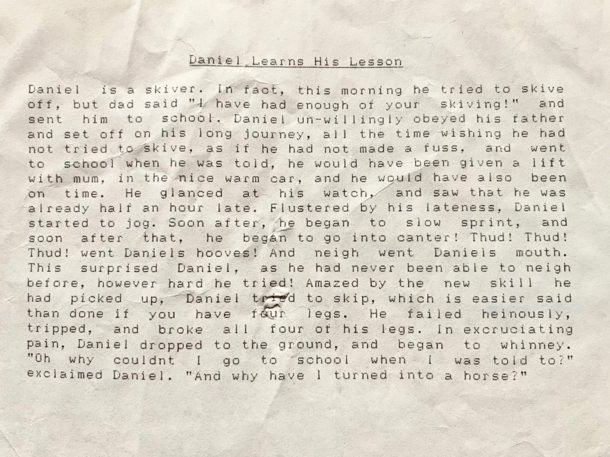 Daniel Learns His Lesson
Daniel is a skiver. In fact, this morning he tried to skive
off, but dad said "I have had enough of your skiving!" and
sent him to school. Daniel un-willingly obeyed his father
and set off on his long journey, all the time wishing he had
not tried to skive, as if he had not made a fuss, and went
to school when he was told, he would have been given a lift
with mum, in the nice warm car, and he would have also been
on time. He glanced at his watch, and saw that he was
already half an hour late. Flustered by his lateness, Daniel
started to jog. Soon after, he began to slow sprint, and
soon after that, he began to go into canter! Thud! Thud!
Thud! went Daniels hooves! And neigh went Daniels mouth.
This surprised Daniel, as he had never been able to neigh
before, however hard he tried! Amazed by the new skill he
had picked up, Daniel tried to skip, which is easier said
than done if you have four legs. He failed heinously,
tripped, and broke all four of his legs. In excruciating
pain, Daniel dropped to the ground, and began to whinney.
"Oh why couldnt I go to school when I was told to?"
exclaimed Daniel. "And why have I turned into a horse?"